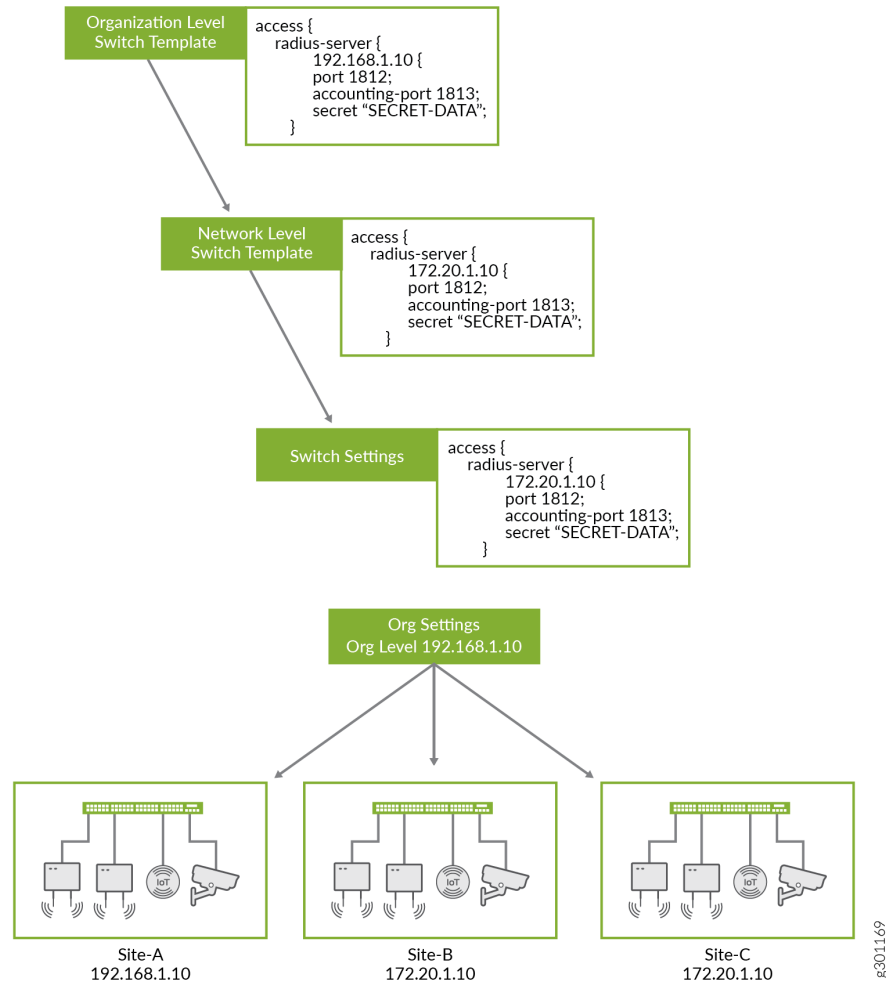 Organization Level
Switch Template
access {
radius-server {
192.168.1.10 {
port 1812;
accounting-port 1813;
secret “SECRET-DATA”;
}
Network Level
Switch Template
access {
radius-server {
172.20.1.10 {
port 1812;
accounting-port 1813;
secret “SECRET-DATA”;
}
Switch Settings
access {
radius-server {
172.20.1.10 {
port 1812;
accounting-port 1813;
secret “SECRET-DATA”;
}
Org Settings
Org Level 192.168.1.10
IoT
IoT
IoT
Site-A
192.168.1.10
Site-B
172.20.1.10
Site-C
172.20.1.10
g301169